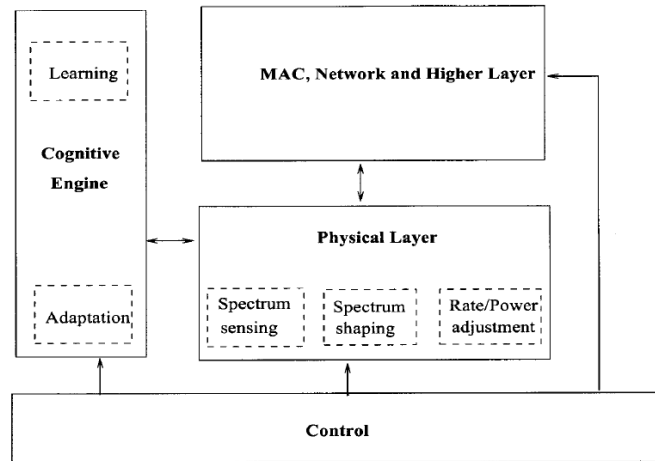 Learning
Cognitive
Engine
Adaptation
MAC, Network and Higher Layer
Physical Layer
Spectrum
sensing
Spectrum
shaping
Rate/Power
adjustment
Control